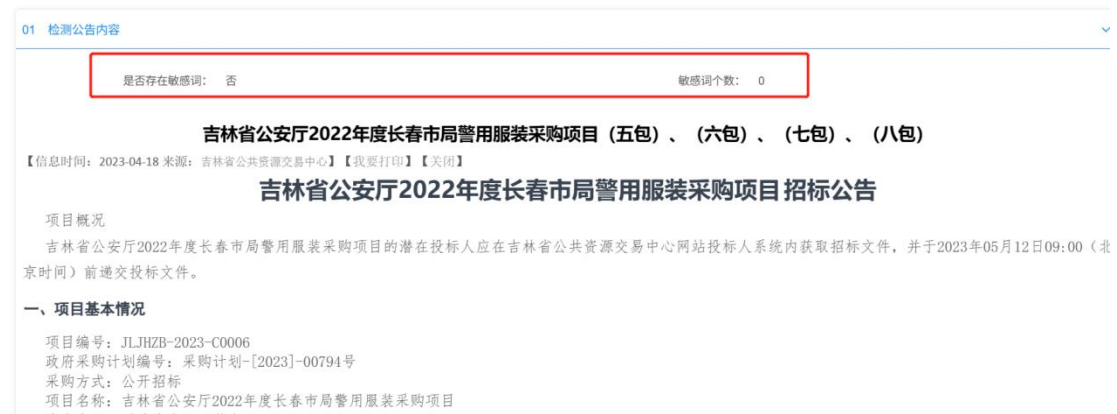 01 检测公告内容
是否存在敏感词： 否 敏感词个数： 0
吉林省公安厅2022年度长春市局警用服装采购项目（五包）、（六包）、（七包）、（八包）
【信息时间：2023-04-18 来源：吉林省公共资源交易中心】【我要打印】【关闭】
吉林省公安厅2022年度长春市局警用服装采购项目 招标公告
项目概况
吉林省公安厅2022年度长春市局警用服装采购项目的潜在投标人应在吉林省公共资源交易中心网站投标人系统内获取招标文件，并于2023年05月12日09:00（北
京时间）前递交投标文件。
一、项目基本情况
项目编号：JLJHZB-2023-C0006
政府采购计划编号：采购计划-[2023]-00794号
采购方式：公开招标
项目名称：吉林省公安厅2022年度长春市局警用服装采购项目